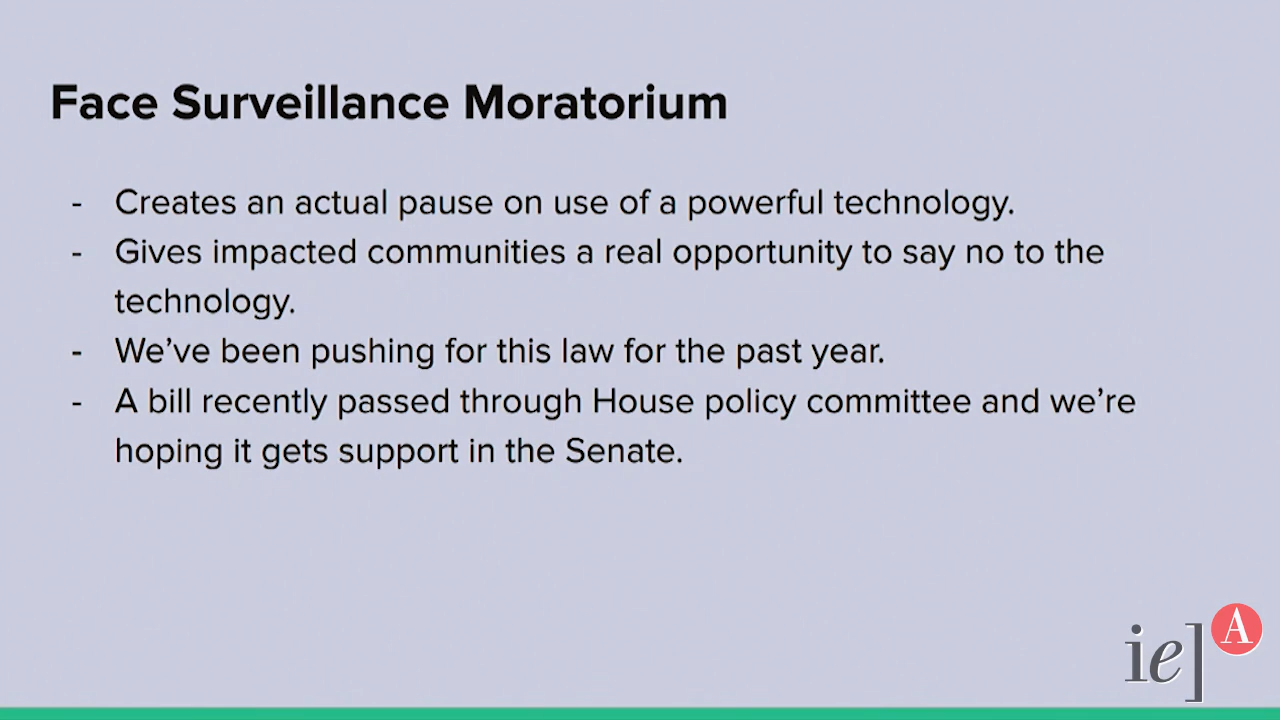 Face Surveillance Moratorium
- Creates an actual pause on use of a powerful technology.
- Gives impacted communities a real opportunity to say no to the
technology.
- We’ve been pushing for this law for the past year.
- A bill recently passed through House policy committee and we’re
hoping it gets support in the Senate.
ie] A